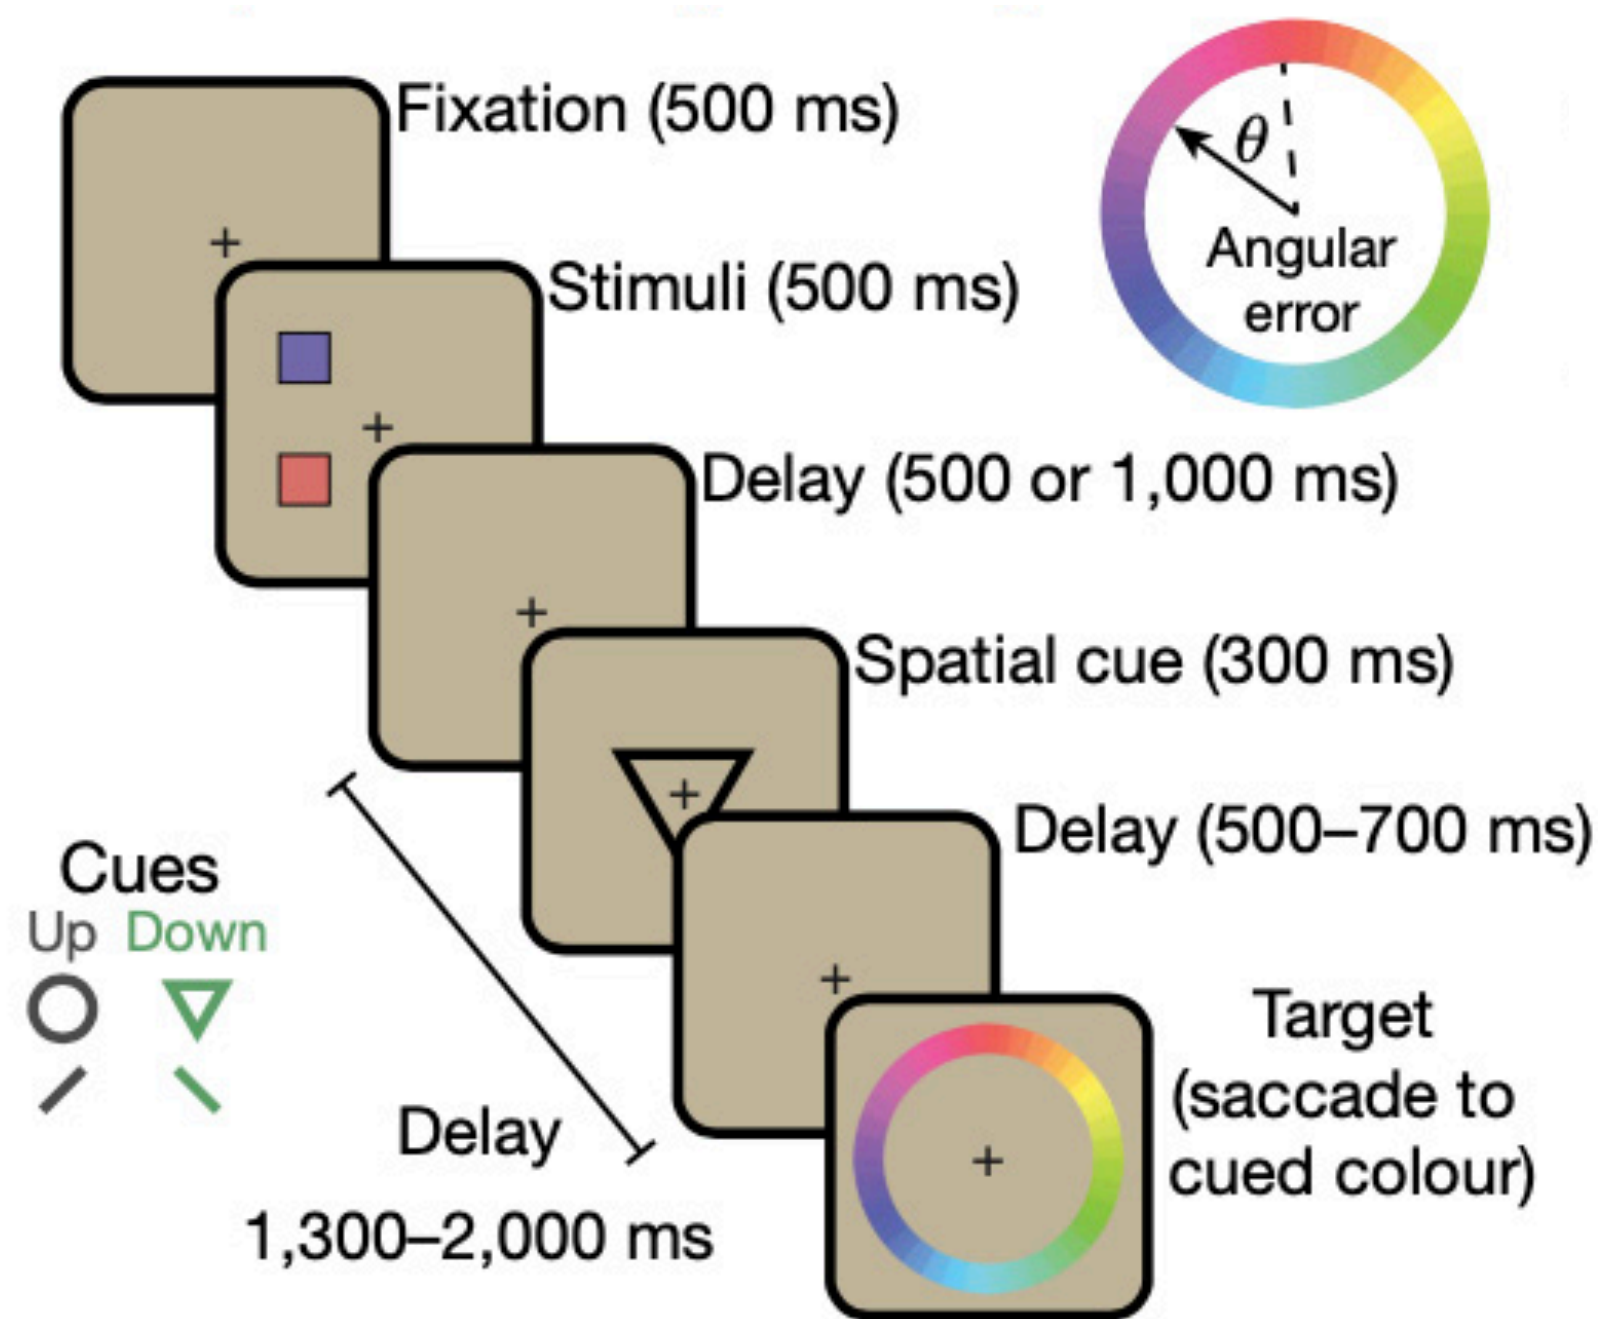 Fixation (500 ms)
θ
Angular
error
Stimuli (500 ms)
Delay (500 or 1,000 ms)
Spatial cue (300 ms)
Delay (500–700 ms)
Cues
Up Down
Target
(saccade to
cued colour)
Delay
1,300–2,000 ms